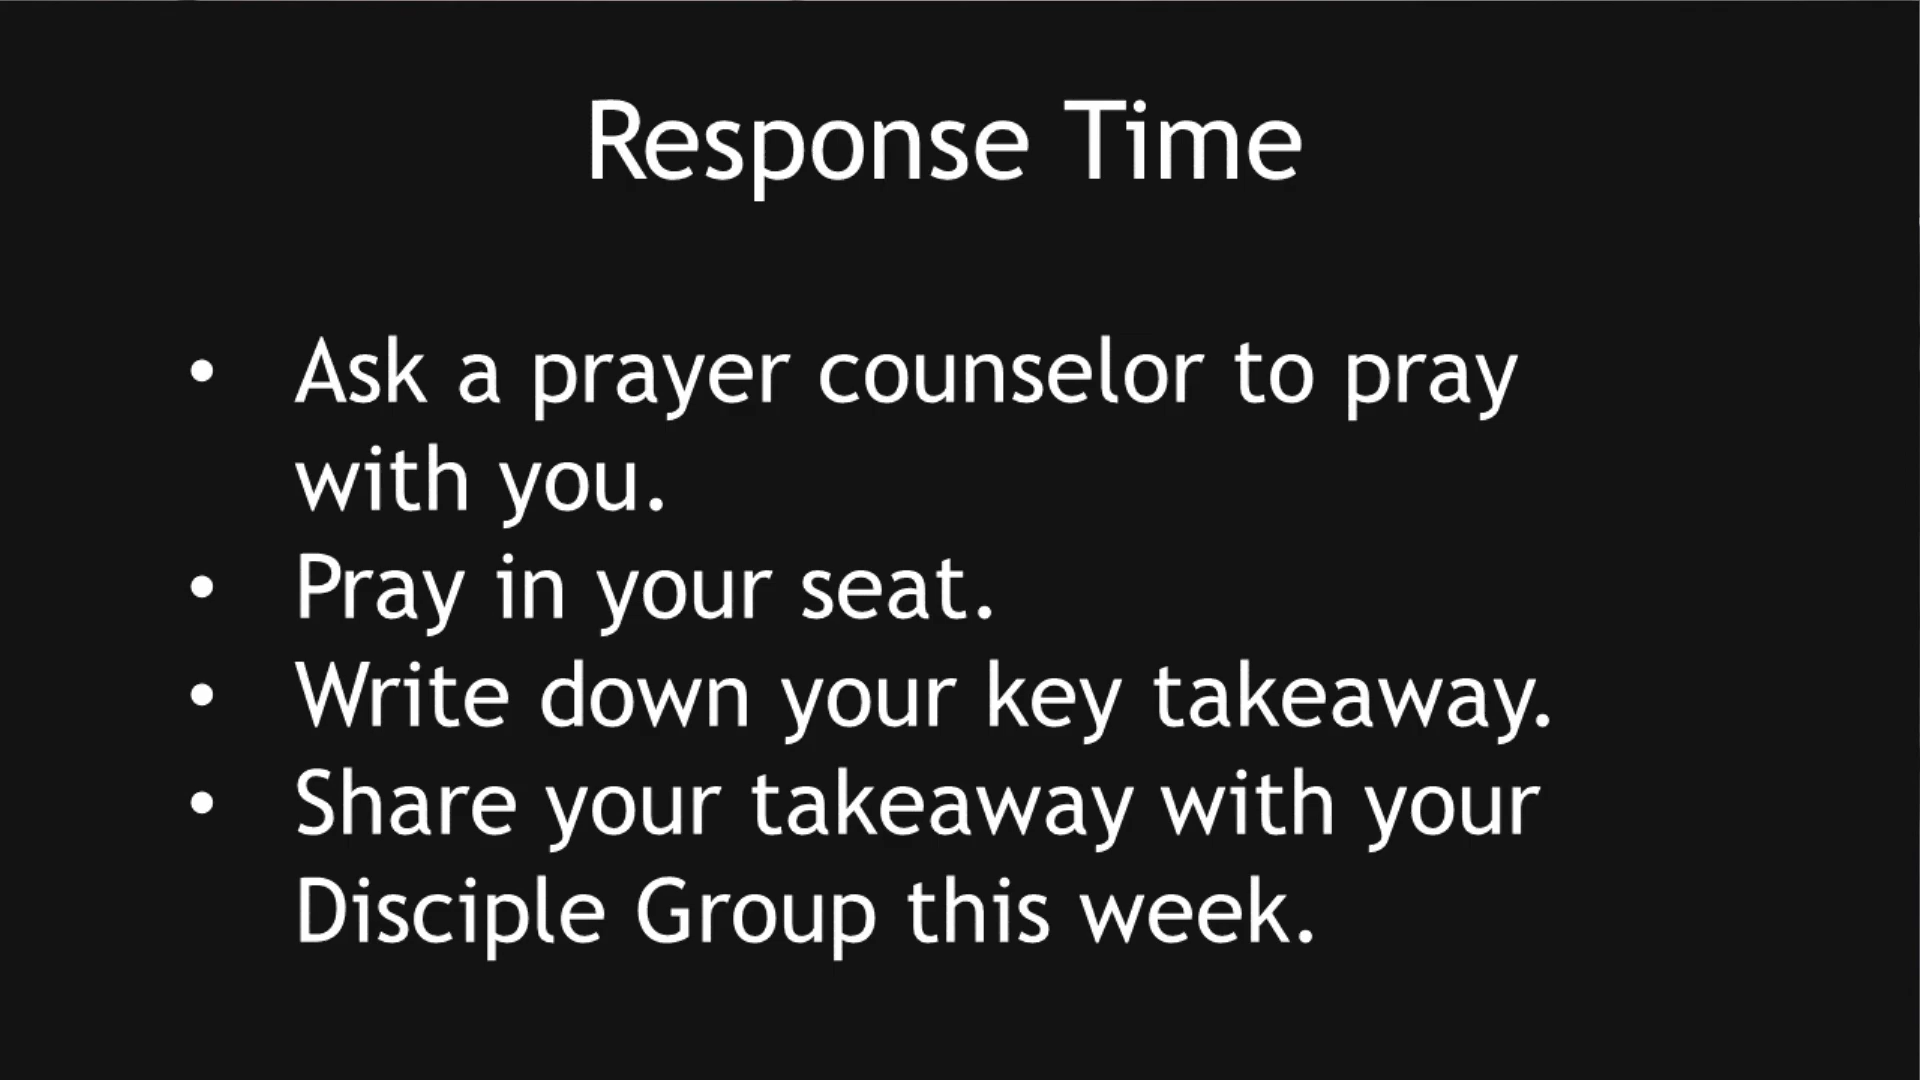 Response Time
• Ask a prayer counselor to pray
with you.
• Pray in your seat.
• Write down your key takeaway.
• Share your takeaway with your
Disciple Group this week.